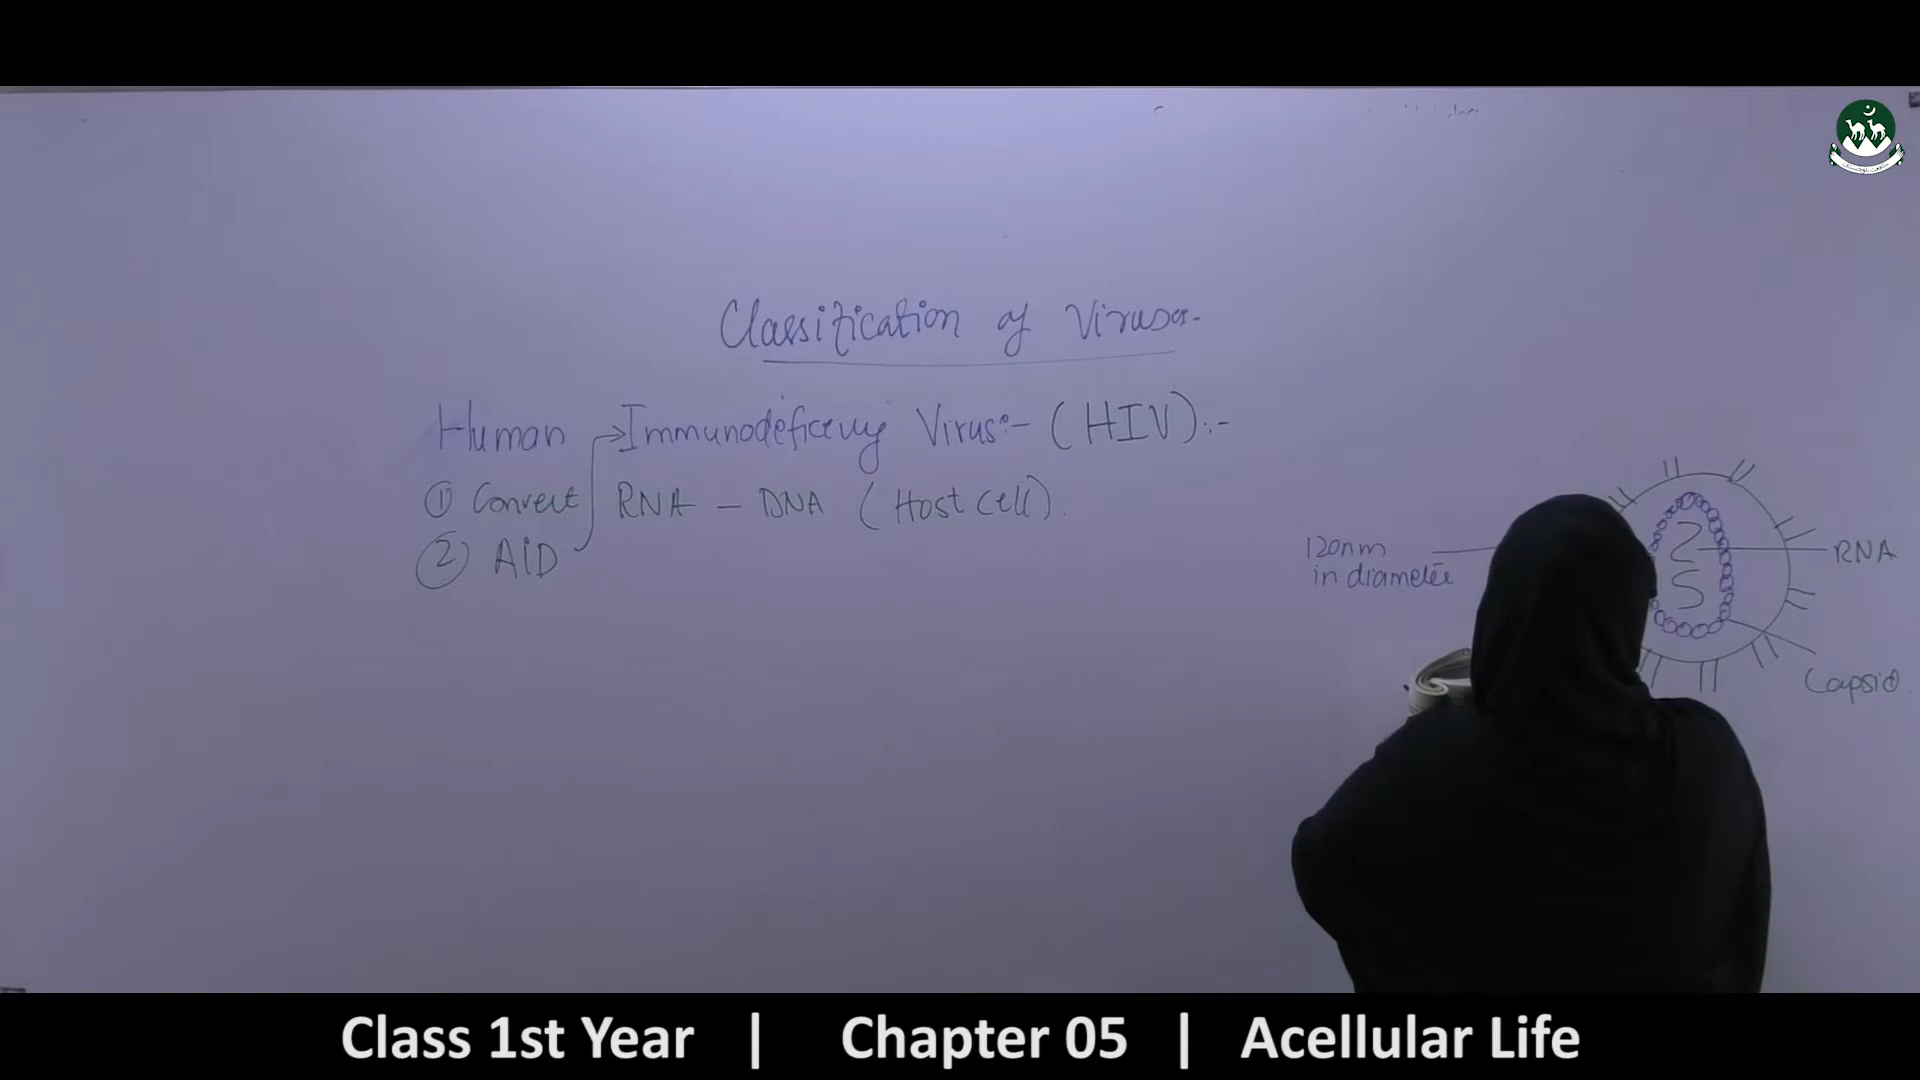 Classification of Viruses-
Human Immunodeficency Virus:- (HIV):-
① Convert RNA - DNA (Host Cell).
② AiD
120nm
in diameter
RNA
Capsid.
Class 1st Year | Chapter 05 | Acellular Life